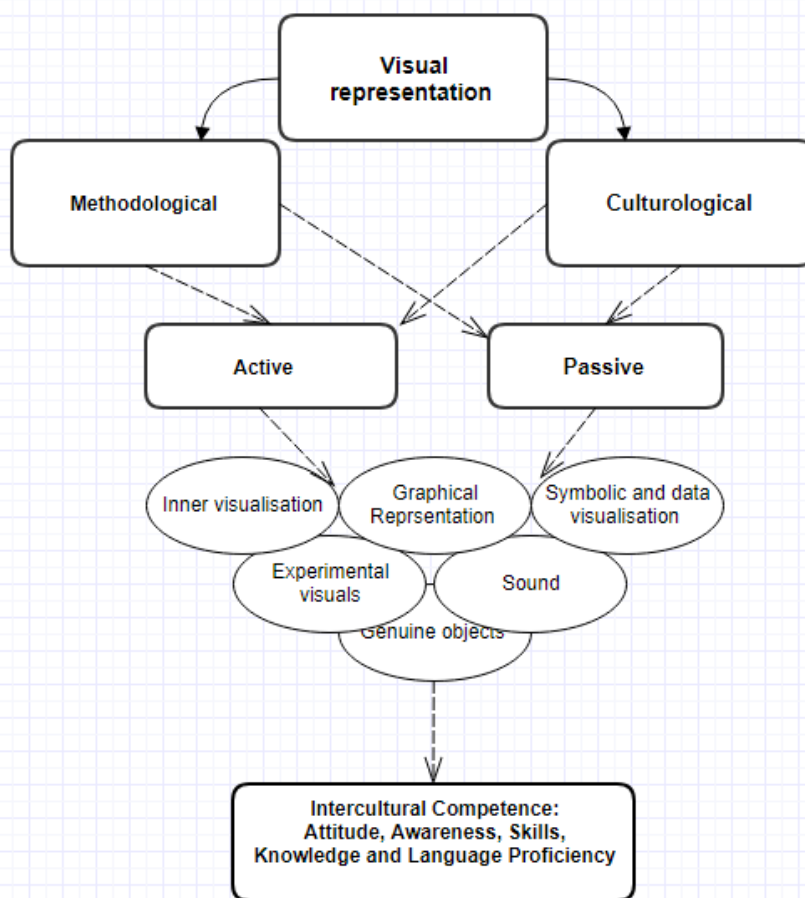 Visual
representation
Methodological
Culturological
Active
Passive
Inner visualisation
Graphical
Reprsentation
Symbolic and data
visualisation
Experimental
visuals
Sound
Genuine objects
Intercultural Competence:
Attitude, Awareness, Skills,
Knowledge and Language Proficiency